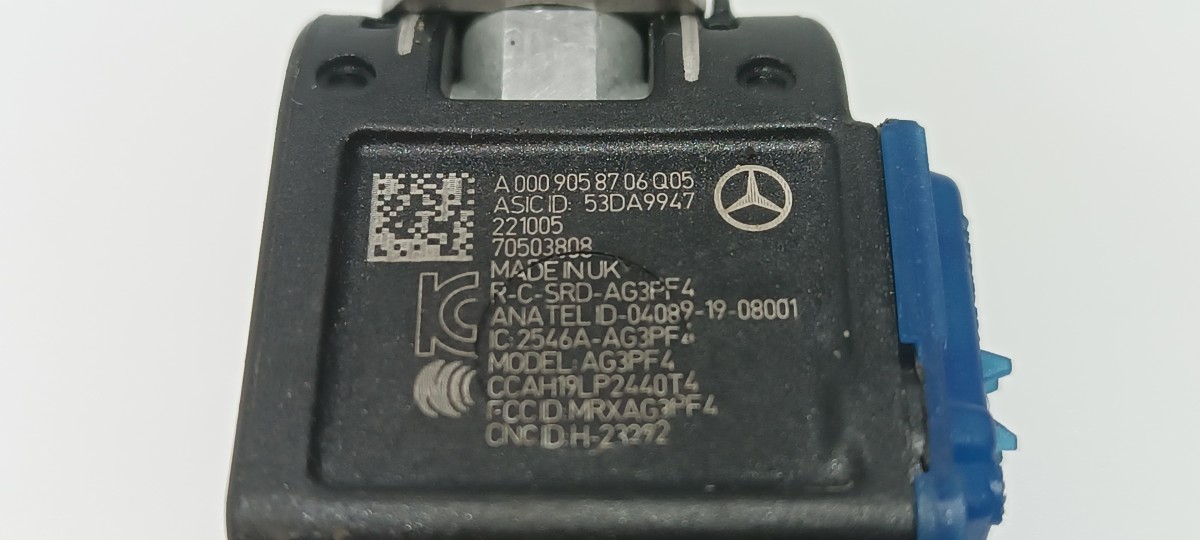 A 000 905 87 06 Q05
ASIC ID: 53DA9947
221005
70503808
MADE IN UK
R-C-SRD-AG3PF4
ANATEL ID-04089-19-08001
IC:2546A-AG3PF4
MODEL: AG3PF4
CCAH19LP2440T4
FCC ID:MRXAG3PF4
CNC ID:H-23292